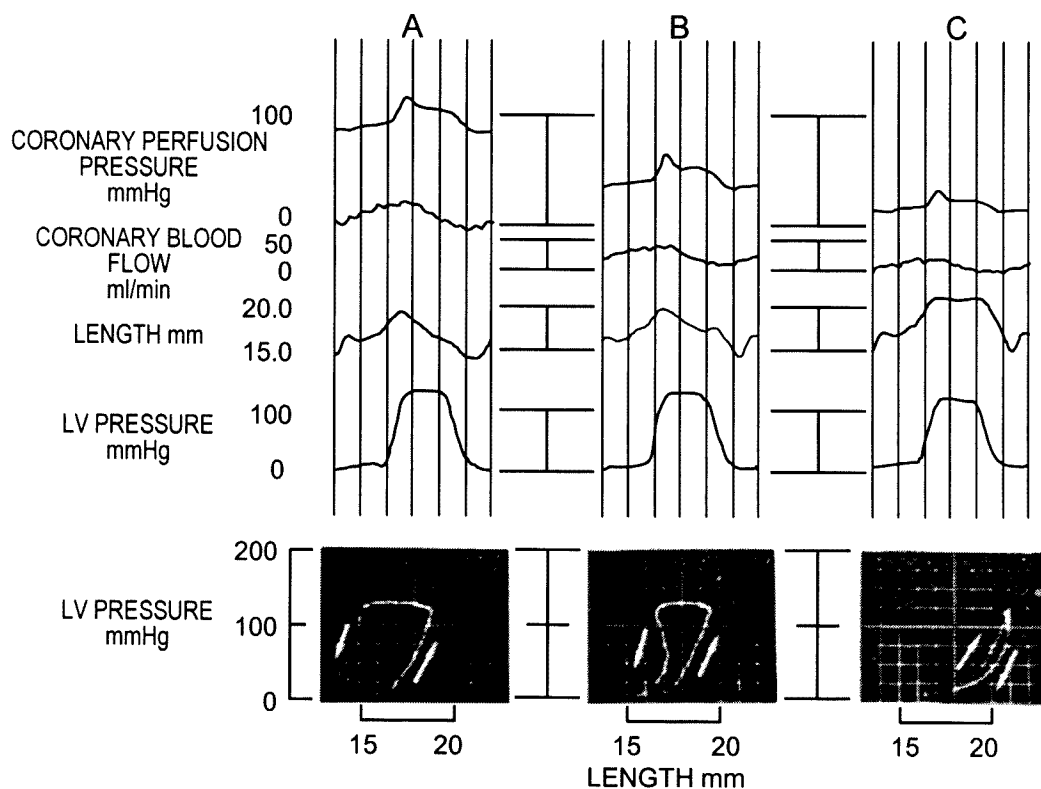 A B C
CORONARY PERFUSION
PRESSURE
mmHg
100
0
CORONARY BLOOD
FLOW
ml/min
50
0
LENGTH mm
20.0
15.0
LV PRESSURE
mmHg
100
0
LV PRESSURE
mmHg
200
100
0
15 20 15 20 15 20
LENGTH mm